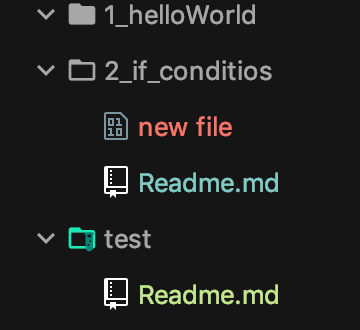 1_helloWorld
2_if_conditios
new file
Readme.md
test
Readme.md